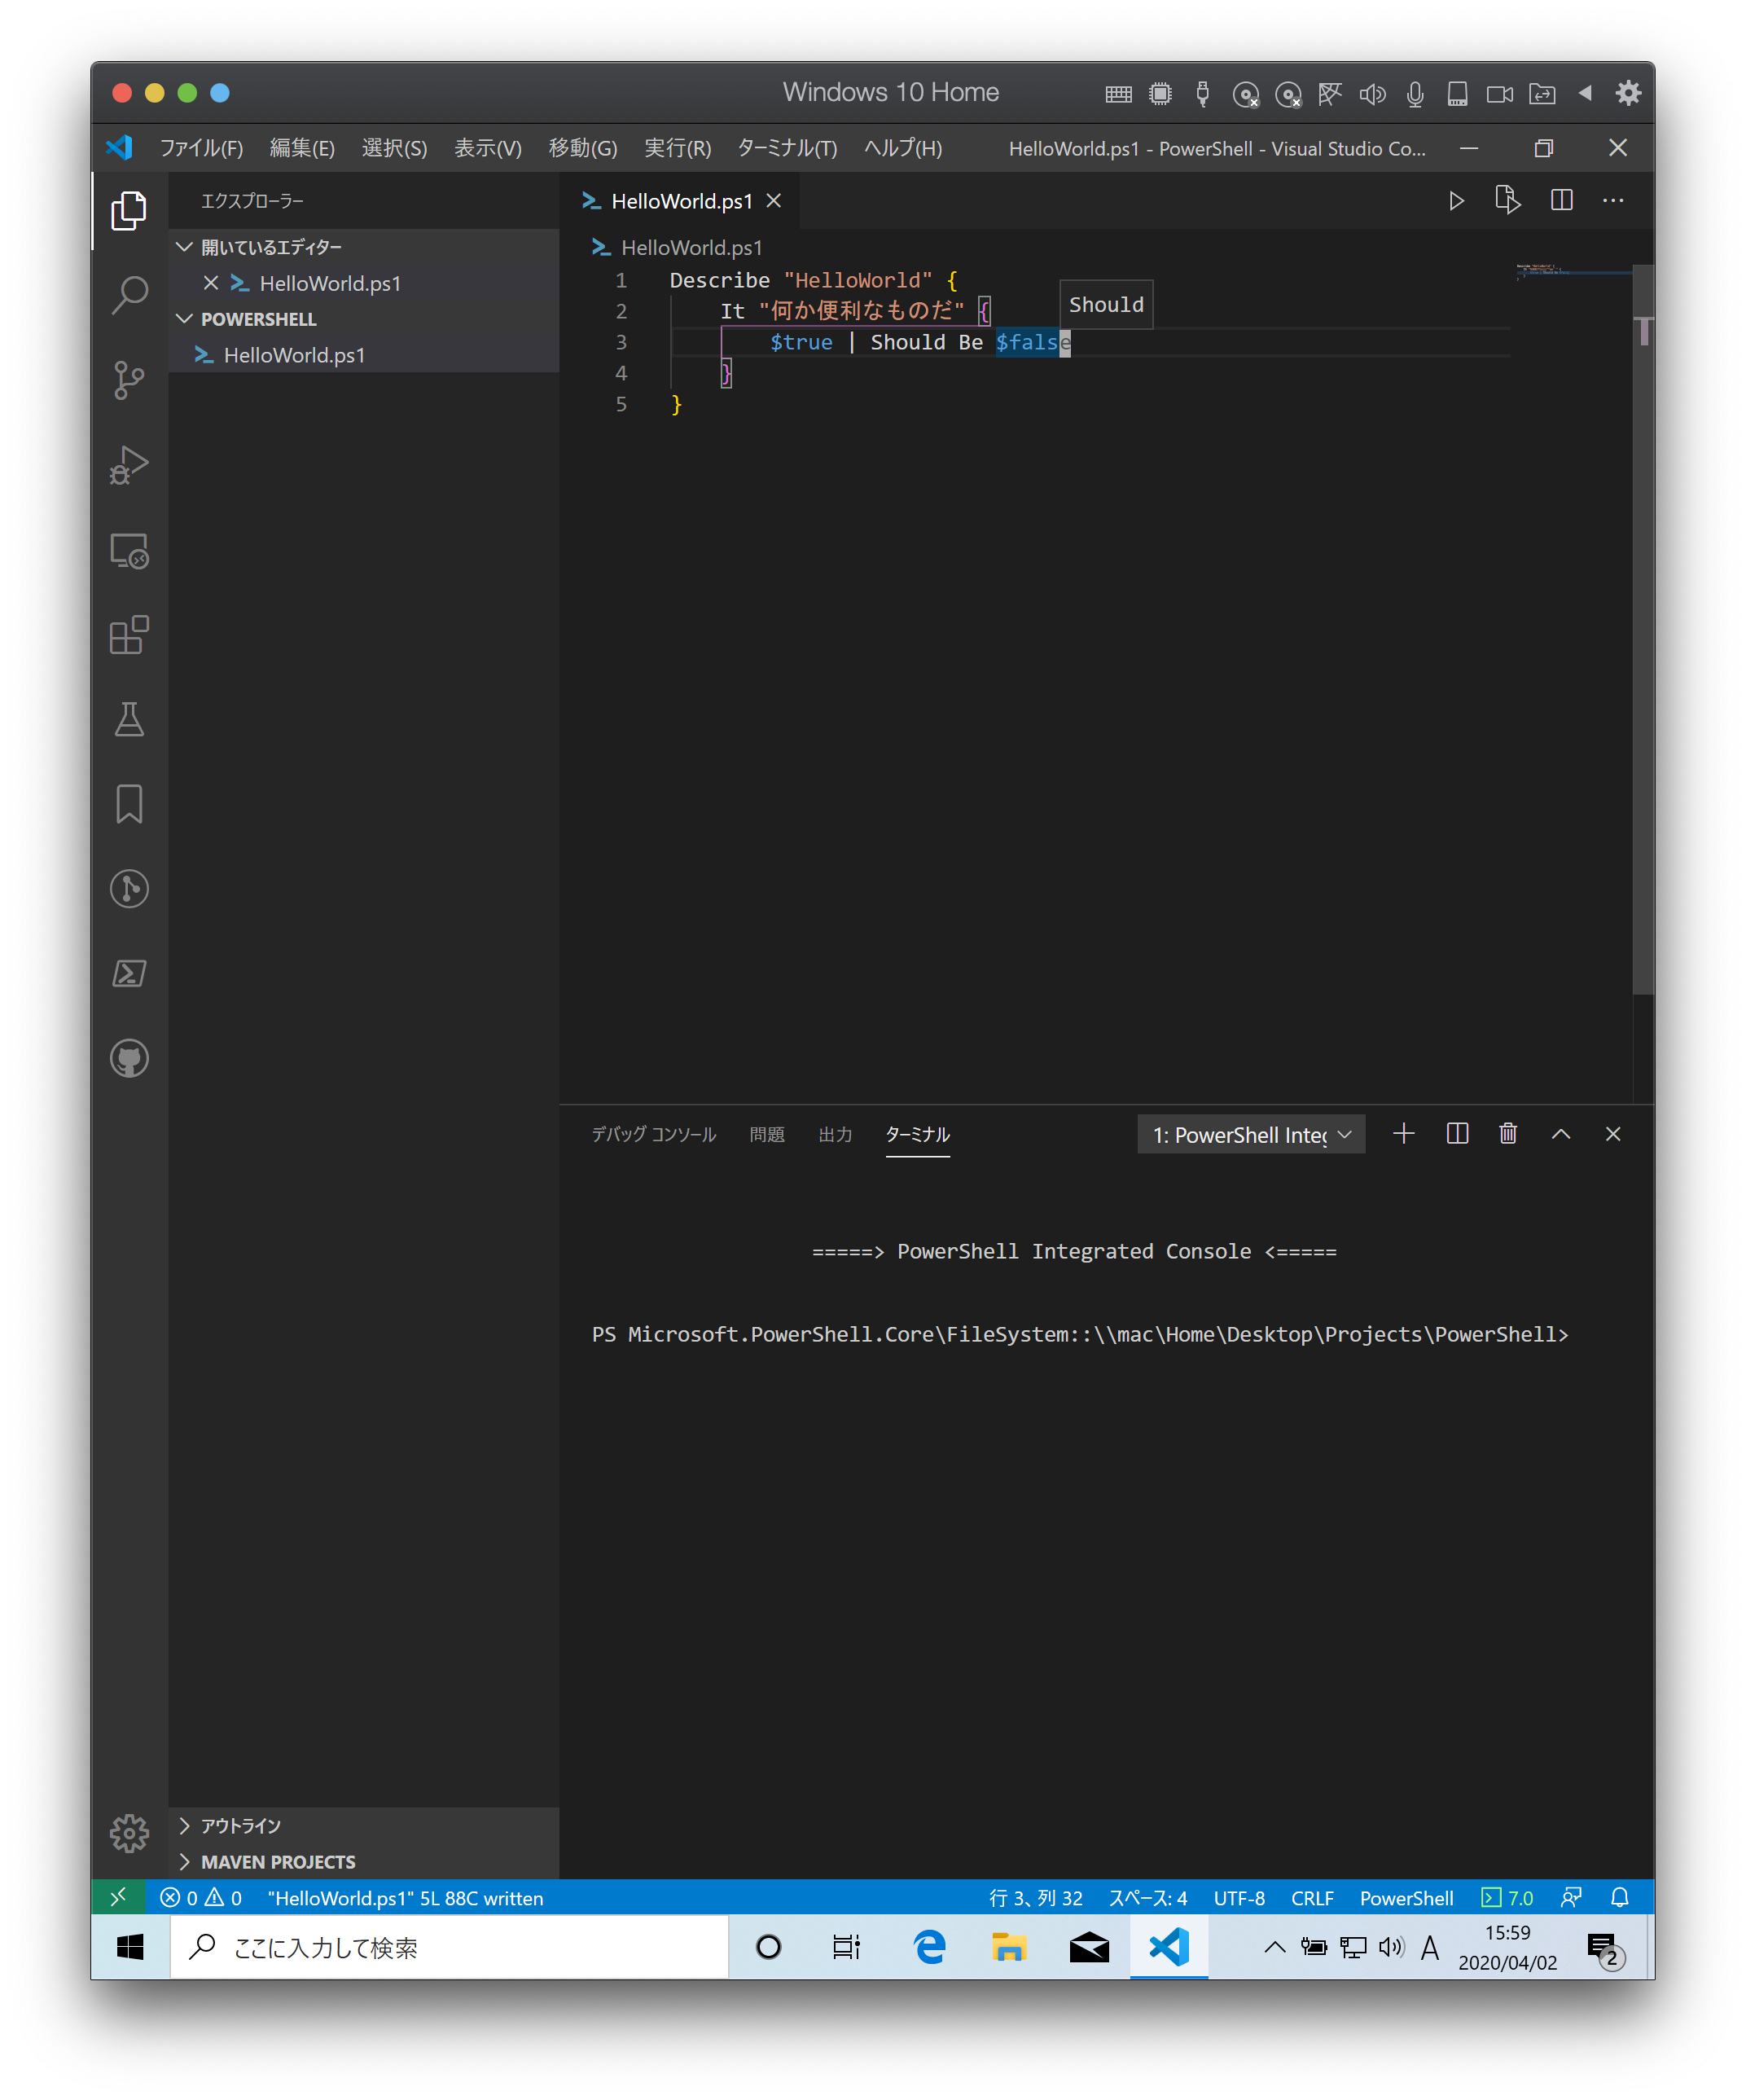 Windows 10 Home
ファイル(F) 編集(E) 選択(S) 表示(V) 移動(G) 実行(R) ターミナル(T) ヘルプ(H) HelloWorld.ps1 - PowerShell - Visual Studio Co...
エクスプローラー
開いているエディター
HelloWorld.ps1
POWERSHELL
HelloWorld.ps1
アウトライン
MAVEN PROJECTS
HelloWorld.ps1
HelloWorld.ps1
1 Describe "HelloWorld" {
2 It "何か便利なものだ" {
Should
3 $true | Should Be $false
4 }
5 }
デバッグ コンソール 問題 出力 ターミナル 1: PowerShell Integ
=====> PowerShell Integrated Console <=====
PS Microsoft.PowerShell.Core\FileSystem::\\mac\Home\Desktop\Projects\PowerShell>
0 0 "HelloWorld.ps1" 5L 88C written 行 3、列 32 スペース: 4 UTF-8 CRLF PowerShell 7.0
ここに入力して検索
A
15:59
2020/04/02
2